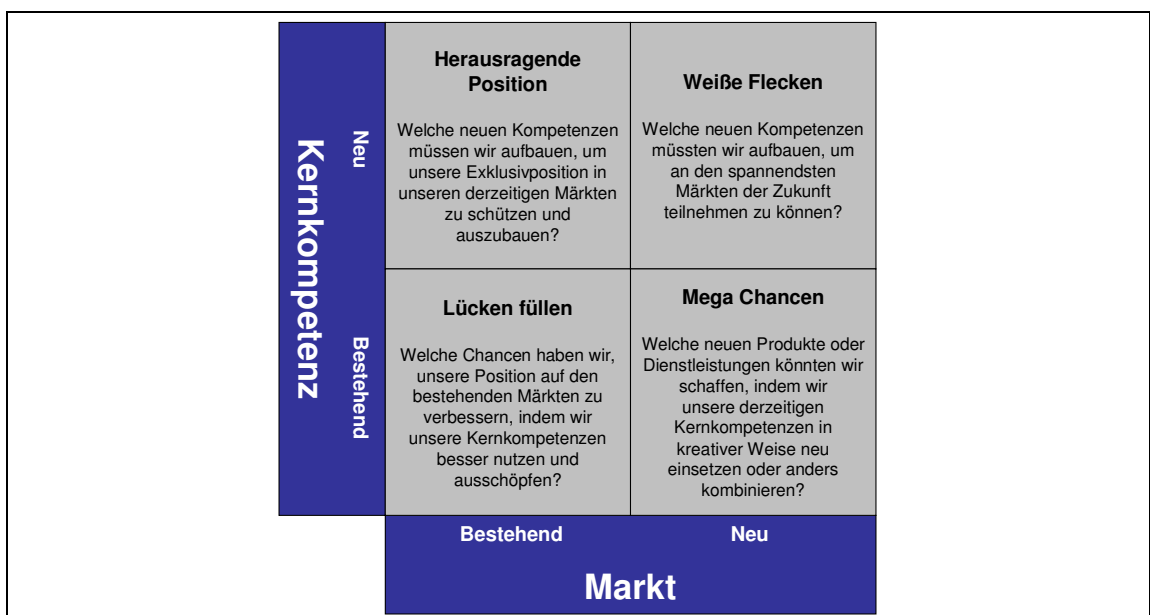 Kernkompetenz
Neu
Herausragende
Position
Welche neuen Kompetenzen
müssen wir aufbauen, um
unsere Exklusivposition in
unseren derzeitigen Märkten
zu schützen und
auszubauen?
Weiße Flecken
Welche neuen Kompetenzen
müssten wir aufbauen, um
an den spannendsten
Märkten der Zukunft
teilnehmen zu können?
Bestehend
Lücken füllen
Welche Chancen haben wir,
unsere Position auf den
bestehenden Märkten zu
verbessern, indem wir
unsere Kernkompetenzen
besser nutzen und
ausschöpfen?
Mega Chancen
Welche neuen Produkte oder
Dienstleistungen könnten wir
schaffen, indem wir
unsere derzeitigen
Kernkompetenzen in
kreativer Weise neu
einsetzen oder anders
kombinieren?
Bestehend
Neu
Markt